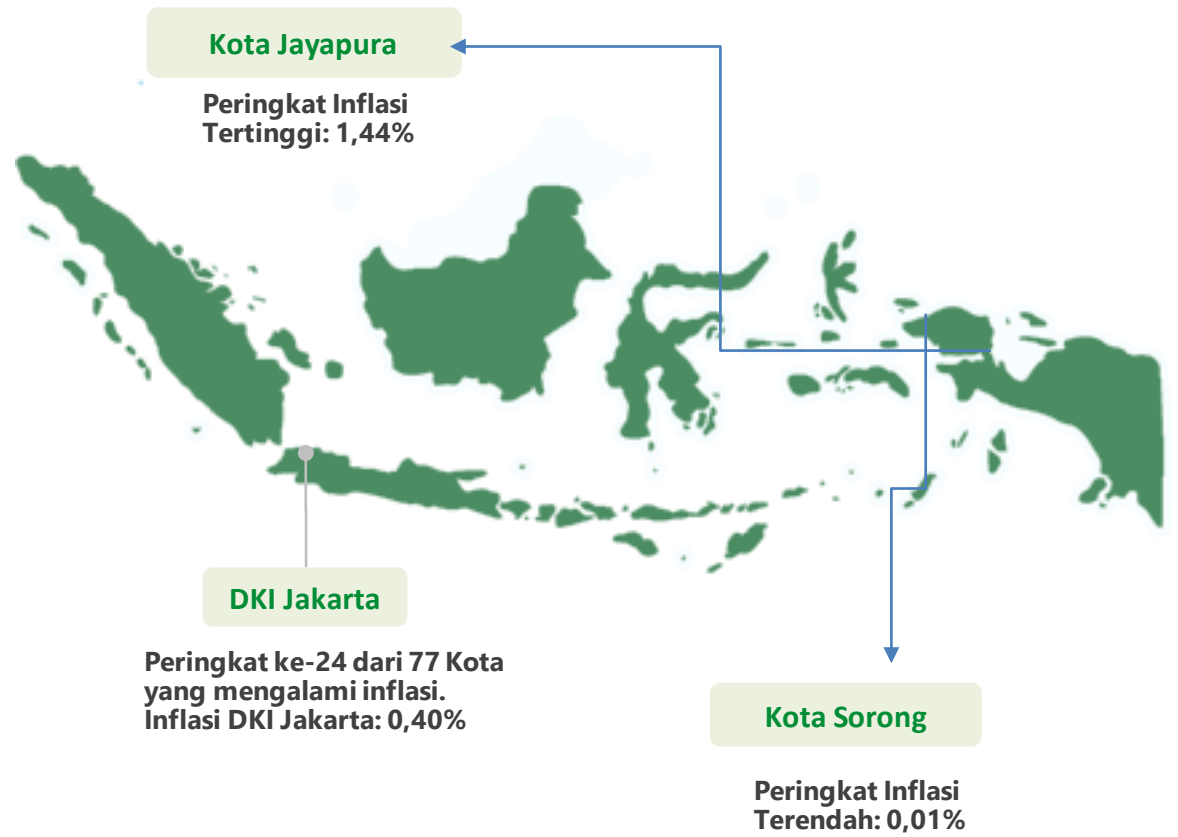 Kota Jayapura
Peringkat Inflasi
Tertinggi: 1,44%
DKI Jakarta
Peringkat ke-24 dari 77 Kota
yang mengalami inflasi.
Inflasi DKI Jakarta: 0,40%
Kota Sorong
Peringkat Inflasi
Terendah: 0,01%